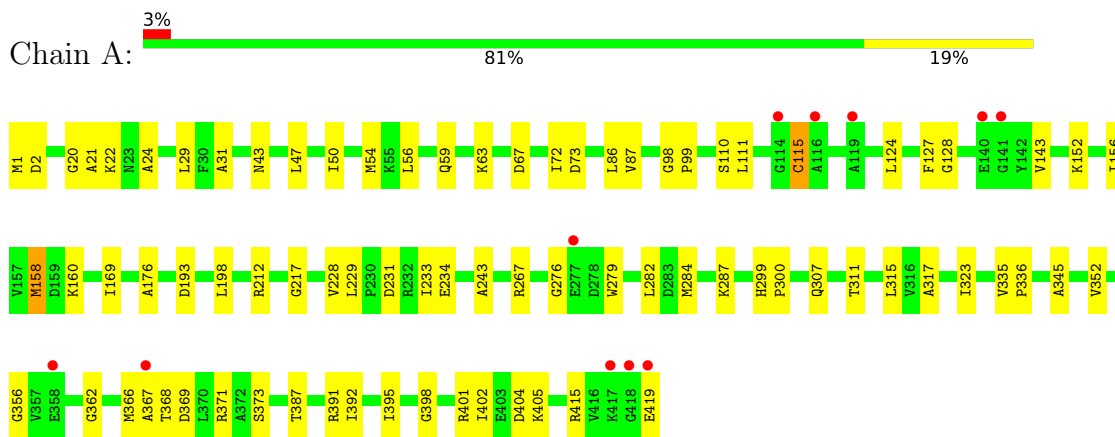 3%
Chain A:
81% 19%
M1 D2 G20 A21 K22 N23 A24 L29 F30 A31 N43 L47 I50 M54 K55 L56 Q59 K63 D67 I72 D73 L86 V87 G98 P99 S110 L111 G114 C115 A116 A119 L124 F127 G128 E140 G141 Y142 V143 K152 I156
V157 M158 D159 K160 I169 A176 D193 L198 R212 G217 V228 L229 P230 D231 R232 I233 E234 A243 R267 G276 E277 D278 W279 L282 D283 M284 K287 H299 P300 Q307 T311 L315 V316 A317 I323 V335 P336 A345 V352
G356 V357 E358 G362 M366 A367 T368 D369 L370 R371 A372 S373 T387 R391 I392 I395 G398 R401 I402 E403 D404 K405 R415 V416 K417 G418 E419